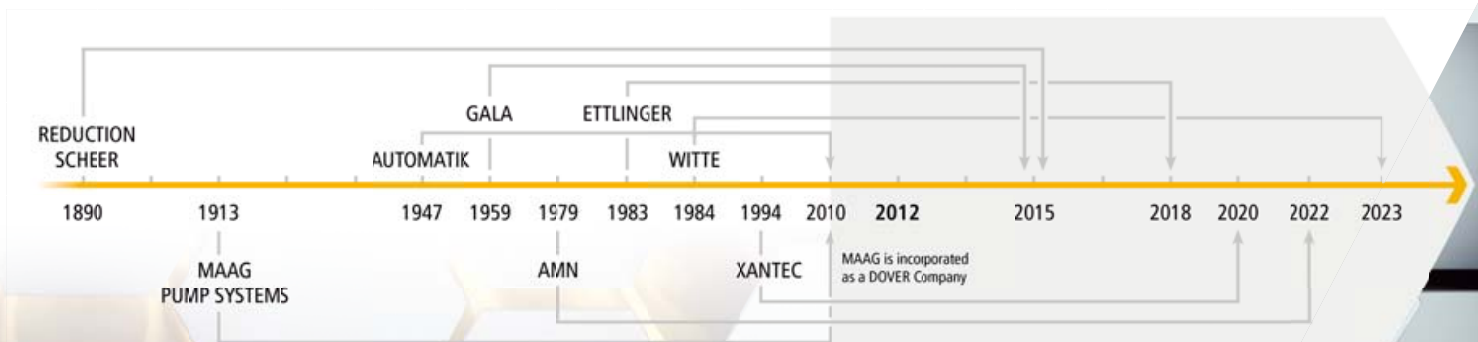 GALA
ETTLINGER
REDUCTION
SCHEER
AUTOMATIK
WITTE
1890
1913
1947
1959
1979
1983
1984
1994
2010
2012
2015
2018
2020
2022
2023
MAAG
PUMP SYSTEMS
AMN
XANTEC
MAAG is incorporated
as a DOVER Company